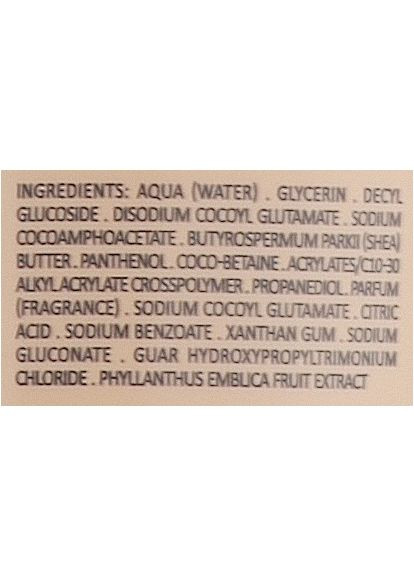 INGREDIENTS: AQUA (WATER) . GLYCERIN . DECYL
GLUCOSIDE . DISODIUM COCOYL GLUTAMATE . SODIUM
COCOAMPHOACETATE . BUTYROSPERMUM PARKII (SHEA)
BUTTER . PANTHENOL . COCO-BETAINE . ACRYLATES/C10-30
ALKYL ACRYLATE CROSSPOLYMER . PROPANEDIOL . PARFUM
(FRAGRANCE) . SODIUM COCOYL GLUTAMATE . CITRIC
ACID . SODIUM BENZOATE . XANTHAN GUM . SODIUM
GLUCONATE . GUAR HYDROXYPROPYLTRIMONIUM
CHLORIDE . PHYLLANTHUS EMBLICA FRUIT EXTRACT